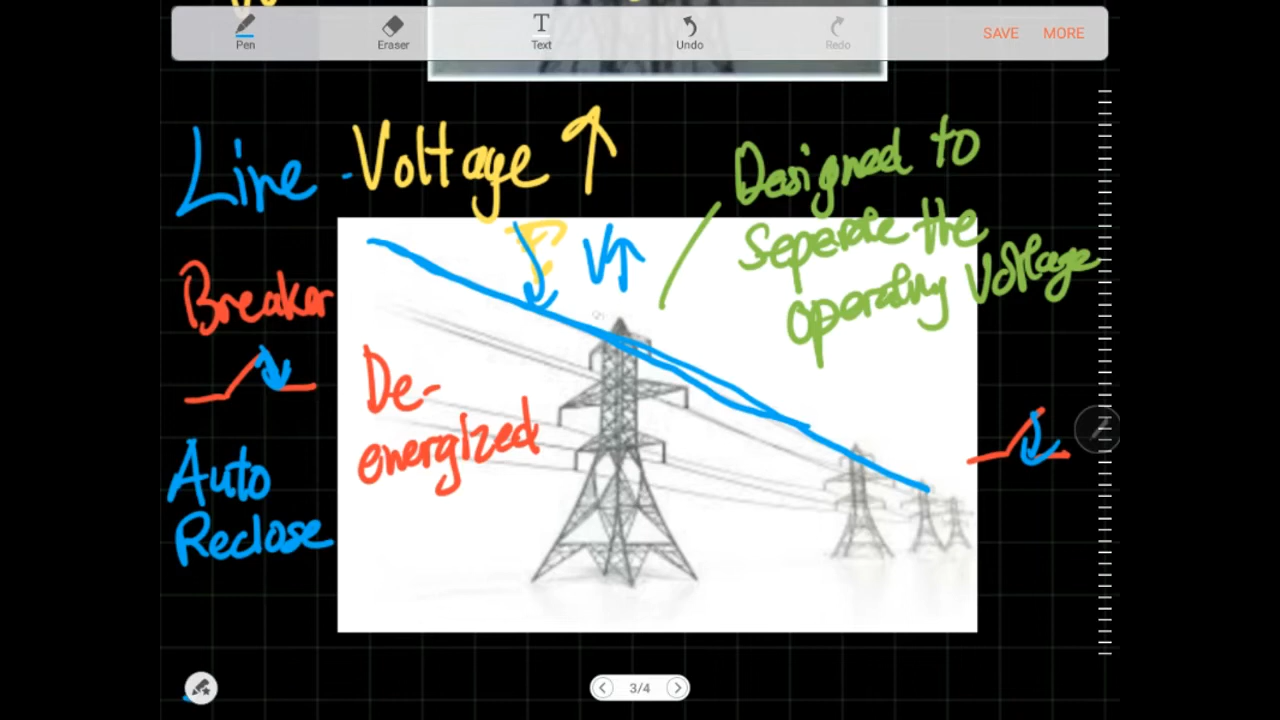 Pen
Eraser
Text
Undo
Redo
SAVE
MORE
Line - Voltage ↑
Designed to
Seperate the
operating Voltage
V↑
Breaker
De-
energized
Auto
Reclose
3/4